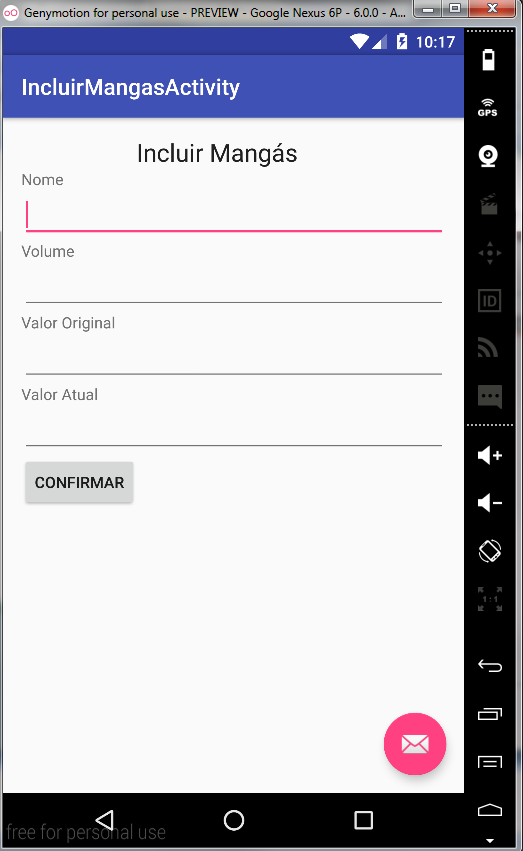 Genymotion for personal use - PREVIEW - Google Nexus 6P - 6.0.0 - A...
10:17
IncluirMangasActivity
GPS
Incluir Mangás
Nome
Volume
Valor Original
ID
Valor Atual
CONFIRMAR
1:1
free for personal use